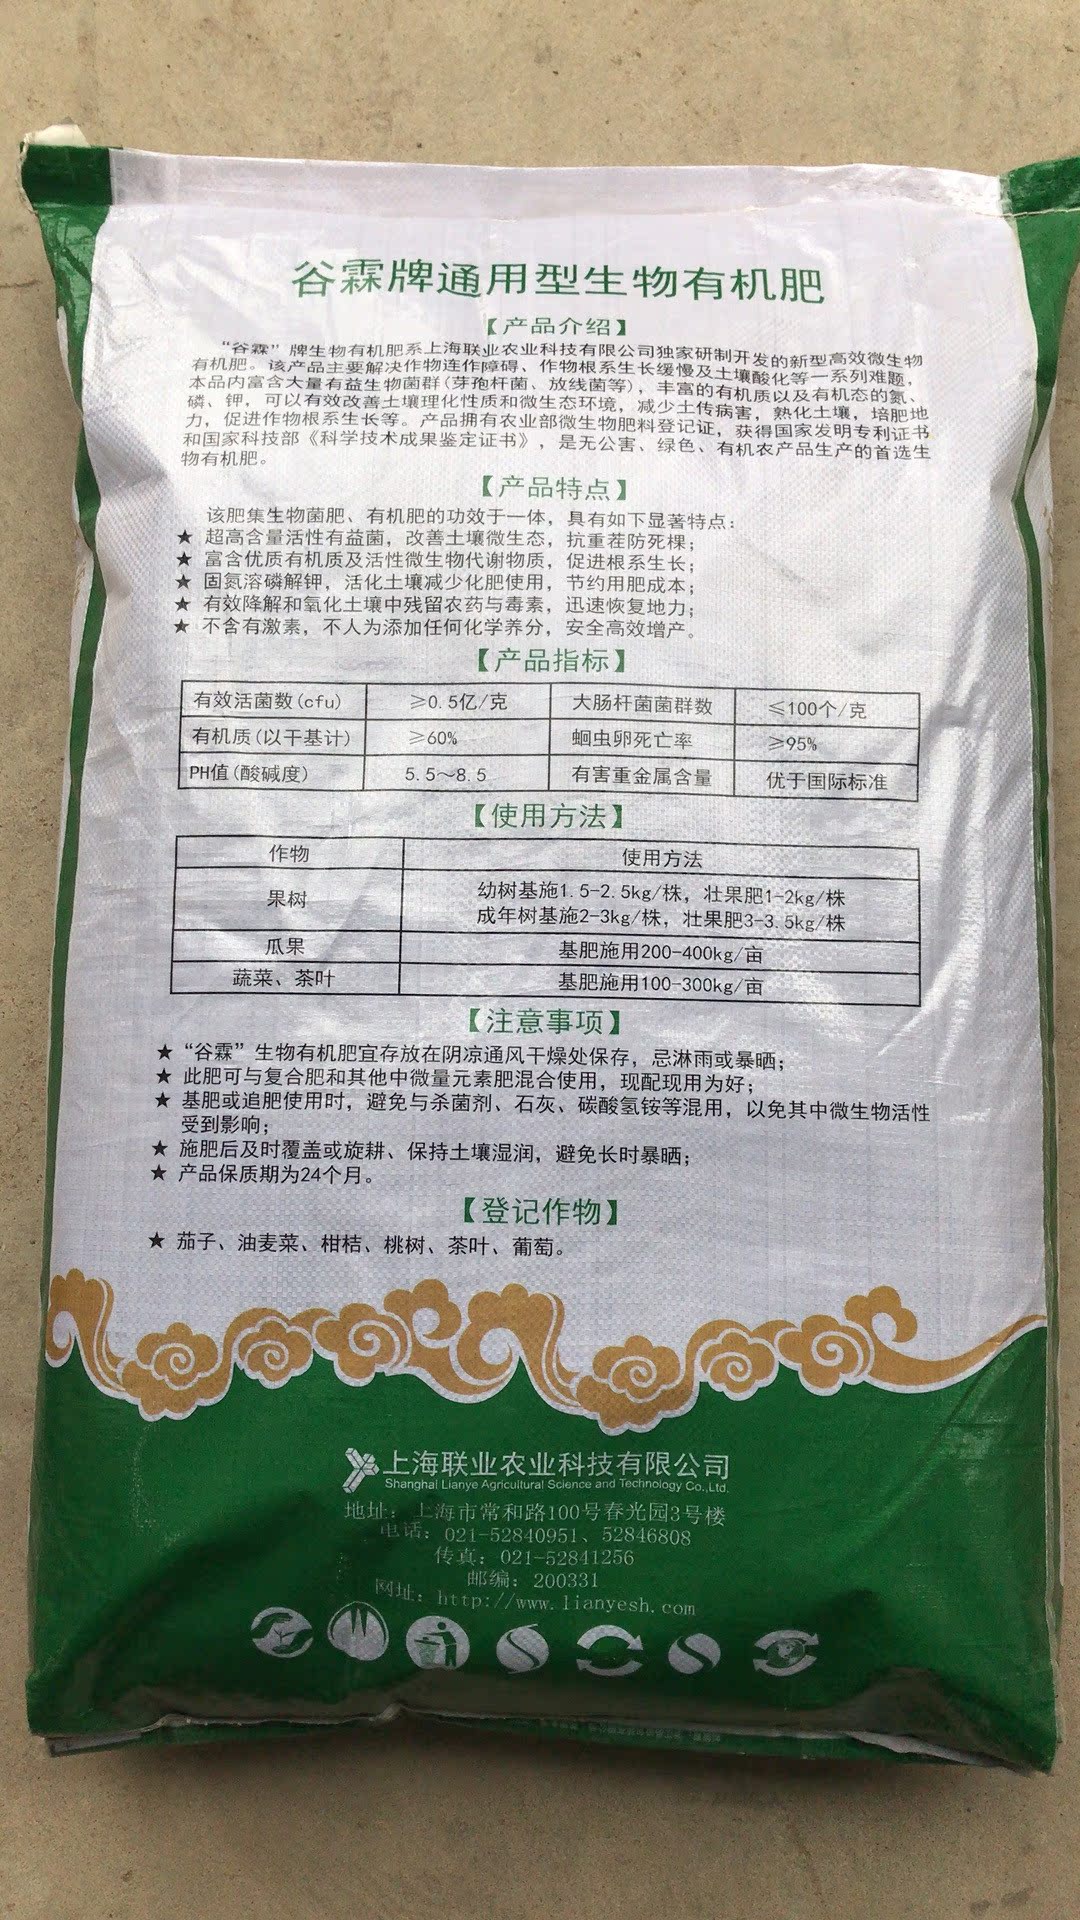 谷霖牌通用型生物有机肥
【产品介绍】
“谷霖”牌生物有机肥系上海联业农业科技有限公司独家研制开发的新型高效微生物
有机肥。该产品主要解决作物连作障碍、作物根系生长缓慢及土壤酸化等一系列难题，
本品内富含大量有益生物菌群(芽孢杆菌、放线菌等)，丰富的有机质以及有机态的氮、
磷、钾，可以有效改善土壤理化性质和微生态环境，减少土传病害，熟化土壤，培肥地
力，促进作物根系生长等。产品拥有农业部微生物肥料登记证，获得国家发明专利证书
和国家科技部《科学技术成果鉴定证书》，是无公害、绿色、有机农产品生产的首选生
物有机肥。
【产品特点】
该肥集生物菌肥、有机肥的功效于一体，具有如下显著特点：
★ 超高含量活性有益菌，改善土壤微生态，抗重茬防死棵；
★ 富含优质有机质及活性微生物代谢物质，促进根系生长；
★ 固氮溶磷解钾，活化土壤减少化肥使用，节约用肥成本；
★ 有效降解和氧化土壤中残留农药与毒素，迅速恢复地力；
★ 不含有激素，不人为添加任何化学养分，安全高效增产。
【产品指标】
有效活菌数(cfu) ≥0.5亿/克 大肠杆菌菌群数 ≤100个/克
有机质(以干基计) ≥60% 蛔虫卵死亡率 ≥95%
PH值(酸碱度) 5.5～8.5 有害重金属含量 优于国际标准
【使用方法】
作物 使用方法
果树 幼树基施1.5-2.5kg/株，壮果肥1-2kg/株
成年树基施2-3kg/株，壮果肥3-3.5kg/株
瓜果 基肥施用200-400kg/亩
蔬菜、茶叶 基肥施用100-300kg/亩
【注意事项】
★ “谷霖”生物有机肥宜存放在阴凉通风干燥处保存，忌淋雨或暴晒；
★ 此肥可与复合肥和其他中微量元素肥混合使用，现配现用为好；
★ 基肥或追肥使用时，避免与杀菌剂、石灰、碳酸氢铵等混用，以免其中微生物活性
受到影响；
★ 施肥后及时覆盖或旋耕、保持土壤湿润，避免长时暴晒；
★ 产品保质期为24个月。
【登记作物】
★ 茄子、油麦菜、柑桔、桃树、茶叶、葡萄。
上海联业农业科技有限公司
Shanghai Lianye Agricultural Science and Technology Co.,Ltd.
地址：上海市常和路100号春光园3号楼
电话：021-52840951、52846808
传真：021-52841256
邮编：200331
网址：http://www.lianyesh.com